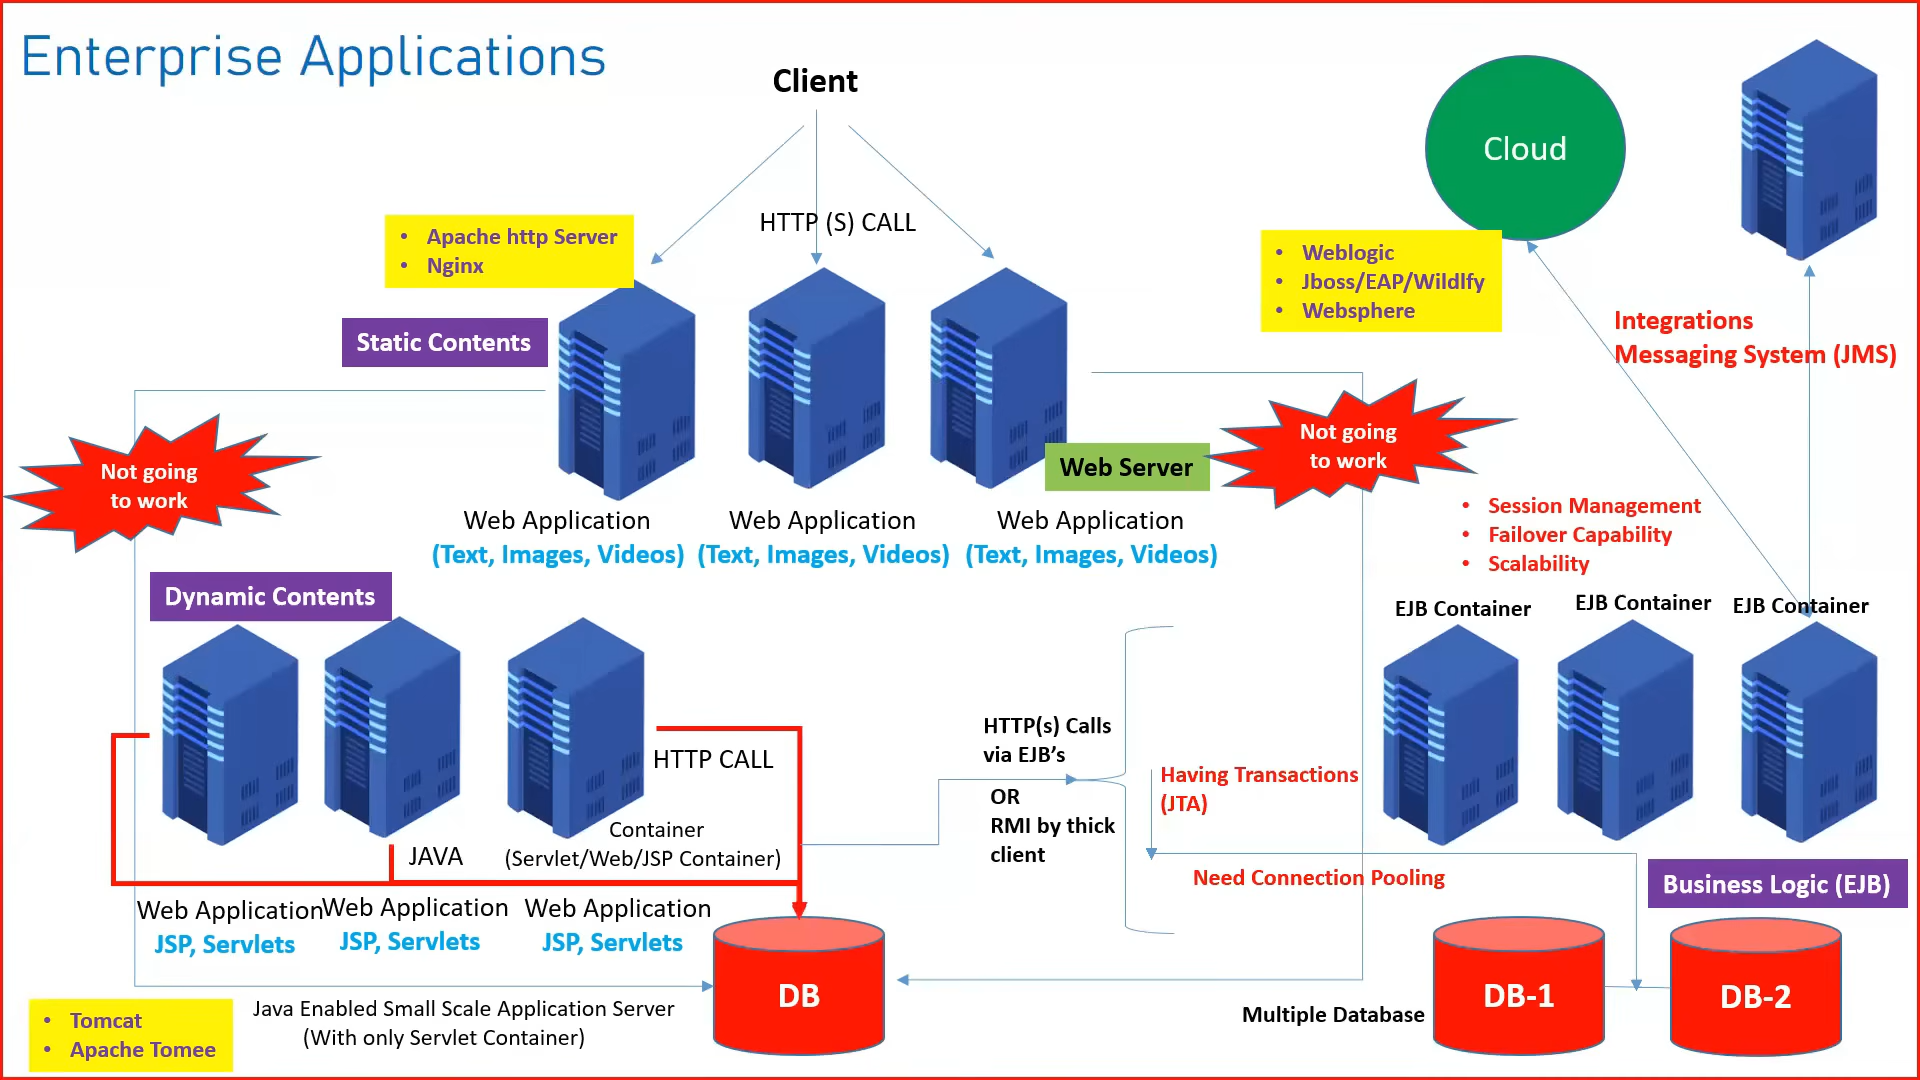 Enterprise Applications
Client
Cloud
HTTP (S) CALL
• Apache http Server
• Nginx
• Weblogic
• Jboss/EAP/Wildlfy
• Websphere
Static Contents
Integrations
Messaging System (JMS)
Not going
to work
Not going
to work
Web Server
Web Application
(Text, Images, Videos)
Web Application
(Text, Images, Videos)
Web Application
(Text, Images, Videos)
• Session Management
• Failover Capability
• Scalability
Dynamic Contents
EJB Container
EJB Container
EJB Container
HTTP CALL
HTTP(s) Calls
via EJB's
OR
RMI by thick
client
Having Transactions
(JTA)
Container
(Servlet/Web/JSP Container)
JAVA
Need Connection Pooling
Business Logic (EJB)
Web Application
JSP, Servlets
Web Application
JSP, Servlets
Web Application
JSP, Servlets
DB
DB-1
DB-2
Multiple Database
Java Enabled Small Scale Application Server
(With only Servlet Container)
• Tomcat
• Apache Tomee